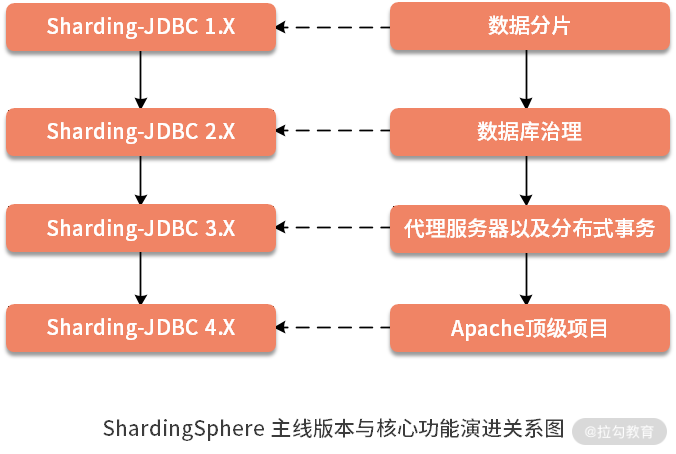 Sharding-JDBC 1.X
数据分片
Sharding-JDBC 2.X
数据库治理
Sharding-JDBC 3.X
代理服务器以及分布式事务
Sharding-JDBC 4.X
Apache顶级项目
ShardingSphere 主线版本与核心功能演进关系图
@拉勾教育